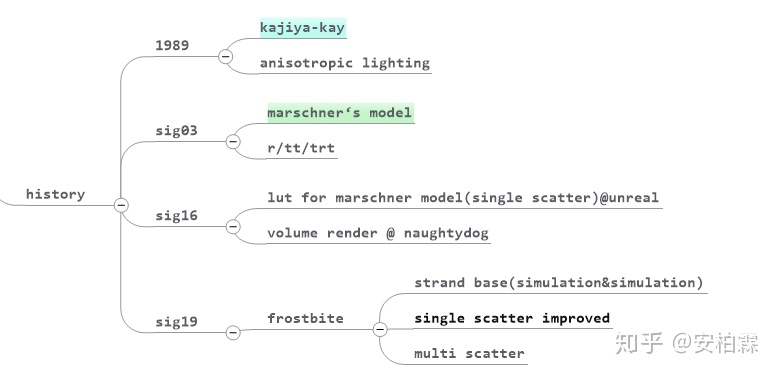 1989
kajiya-kay
anisotropic lighting
sig03
marschner‘s model
r/tt/trt
history
sig16
lut for marschner model(single scatter)@unreal
volume render @ naughtydog
sig19
frostbite
strand base(simulation&simulation)
single scatter improved
multi scatter
知乎 @安柏霖